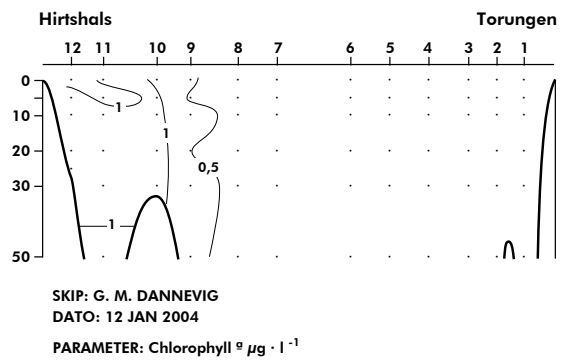 Hirtshals Torungen
12 11 10 9 8 7 6 5 4 3 2 1
0
1
10
1
20
0,5
30
1
50
SKIP: G. M. DANNEVIG
DATO: 12 JAN 2004
PARAMETER: Chlorophyll ª µg · l -1